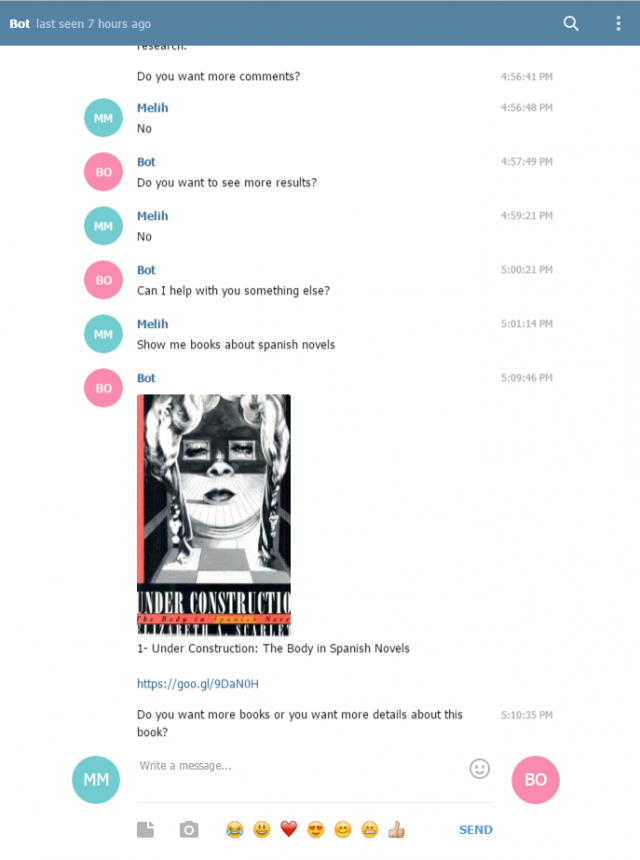 Bot last seen 7 hours ago
research.
Do you want more comments? 4:56:41 PM
MM Melih 4:56:48 PM
No
BO Bot 4:57:49 PM
Do you want to see more results?
MM Melih 4:59:21 PM
No
BO Bot 5:00:21 PM
Can I help with you something else?
MM Melih 5:01:14 PM
Show me books about spanish novels
BO Bot 5:09:46 PM
UNDER CONSTRUCTIO
The Body in Spanish Nove
ELIZABETH A. SCARLET
1- Under Construction: The Body in Spanish Novels
https://goo.gl/9DaN0H
Do you want more books or you want more details about this 5:10:35 PM
book?
MM Write a message... BO
SEND